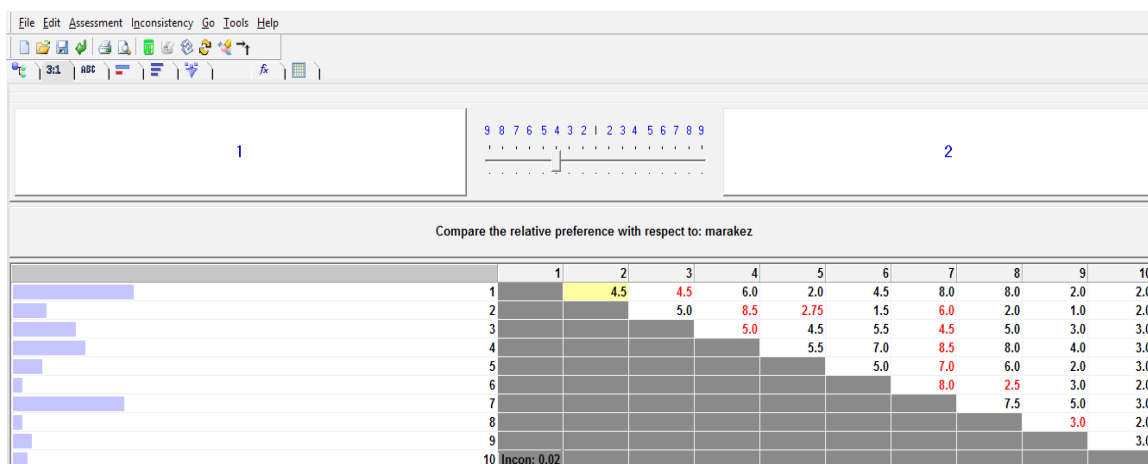 File Edit Assessment Inconsistency Go Tools Help
3:1 ABC fx
9 8 7 6 5 4 3 2 1 2 3 4 5 6 7 8 9
1 2
Compare the relative preference with respect to: marakez
1 2 3 4 5 6 7 8 9 10
1 4.5 4.5 6.0 2.0 4.5 8.0 8.0 2.0 2.0
2 5.0 8.5 2.75 1.5 6.0 2.0 1.0 2.0
3 5.0 4.5 5.5 4.5 5.0 3.0 3.0
4 5.5 7.0 8.5 8.0 4.0 3.0
5 5.0 7.0 6.0 2.0 3.0
6 8.0 2.5 3.0 2.0
7 7.5 5.0 3.0
8 3.0 2.0
9 3.0
10 Incon: 0.02